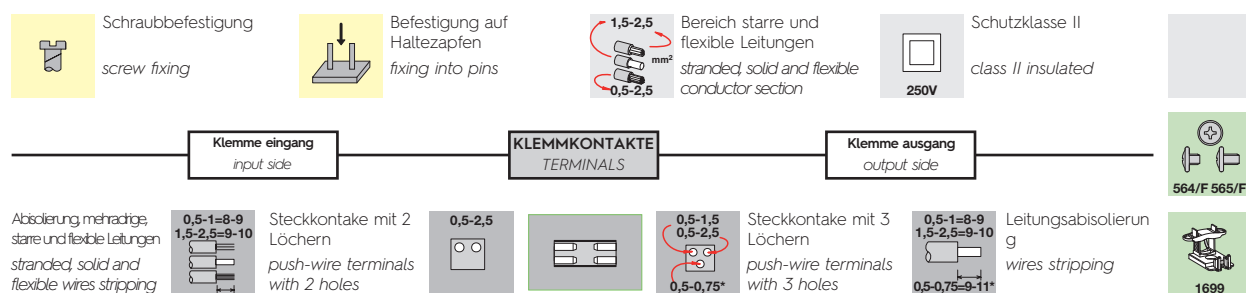 Schraubbefestigung
screw fixing
Befestigung auf
Haltezapfen
fixing into pins
1,5-2,5
mm²
0,5-2,5
Bereich starre und
flexible Leitungen
stranded, solid and flexible
conductor section
250V
Schutzklasse II
class II insulated
Klemme eingang
input side
KLEMMKONTAKTE
TERMINALS
Klemme ausgang
output side
564/F 565/F
Abisolierung, mehradrige,
starre und flexible Leitungen
stranded, solid and
flexible wires stripping
0,5-1=8-9
1,5-2,5=9-10
Steckkontake mit 2
Löchern
push-wire terminals
with 2 holes
0,5-2,5
0,5-1,5
0,5-2,5
0,5-0,75*
Steckkontake mit 3
Löchern
push-wire terminals
with 3 holes
0,5-1=8-9
1,5-2,5=9-10
0,5-0,75=9-11*
Leitungsabisolierun
g
wires stripping
1699